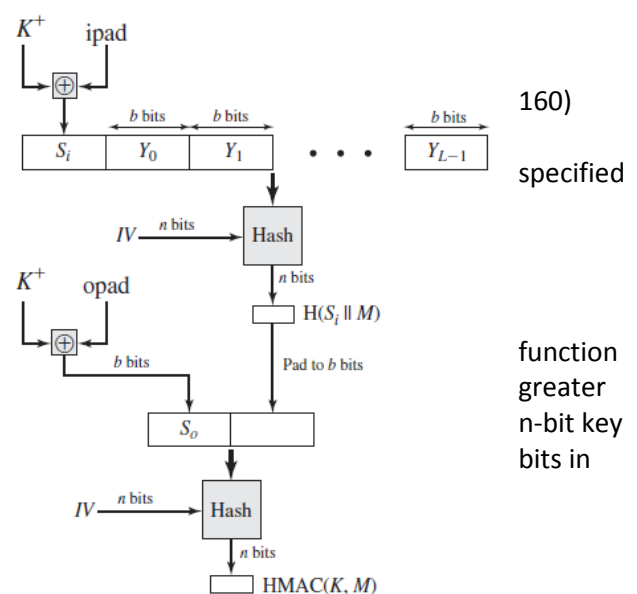 K+ ipad
⊕
b bits b bits b bits
Si Y0 Y1 • • • YL−1
IV n bits Hash
n bits
K+ opad
H(Si || M)
⊕
b bits
Pad to b bits
So
IV n bits Hash
n bits
HMAC(K, M)
160)
specified
function
greater
n-bit key
bits in